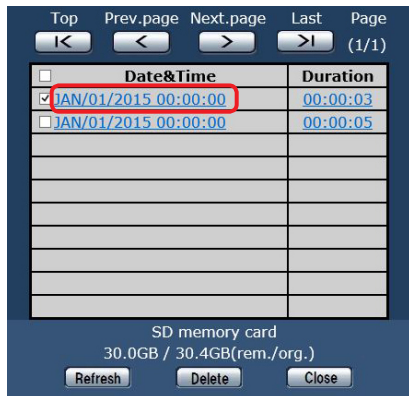 Top Prev.page Next.page Last Page
|< < > >| (1/1)
Date&Time Duration
JAN/01/2015 00:00:00 00:00:03
JAN/01/2015 00:00:00 00:00:05
SD memory card
30.0GB / 30.4GB(rem./org.)
Refresh Delete Close